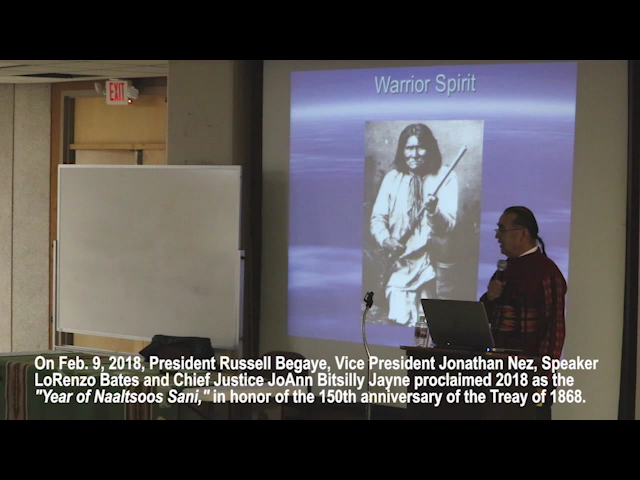 EXIT
Warrior Spirit
On Feb. 9, 2018, President Russell Begaye, Vice President Jonathan Nez, Speaker
LoRenzo Bates and Chief Justice JoAnn Bitsilly Jayne proclaimed 2018 as the
"Year of Naaltsoos Sani," in honor of the 150th anniversary of the Treay of 1868.